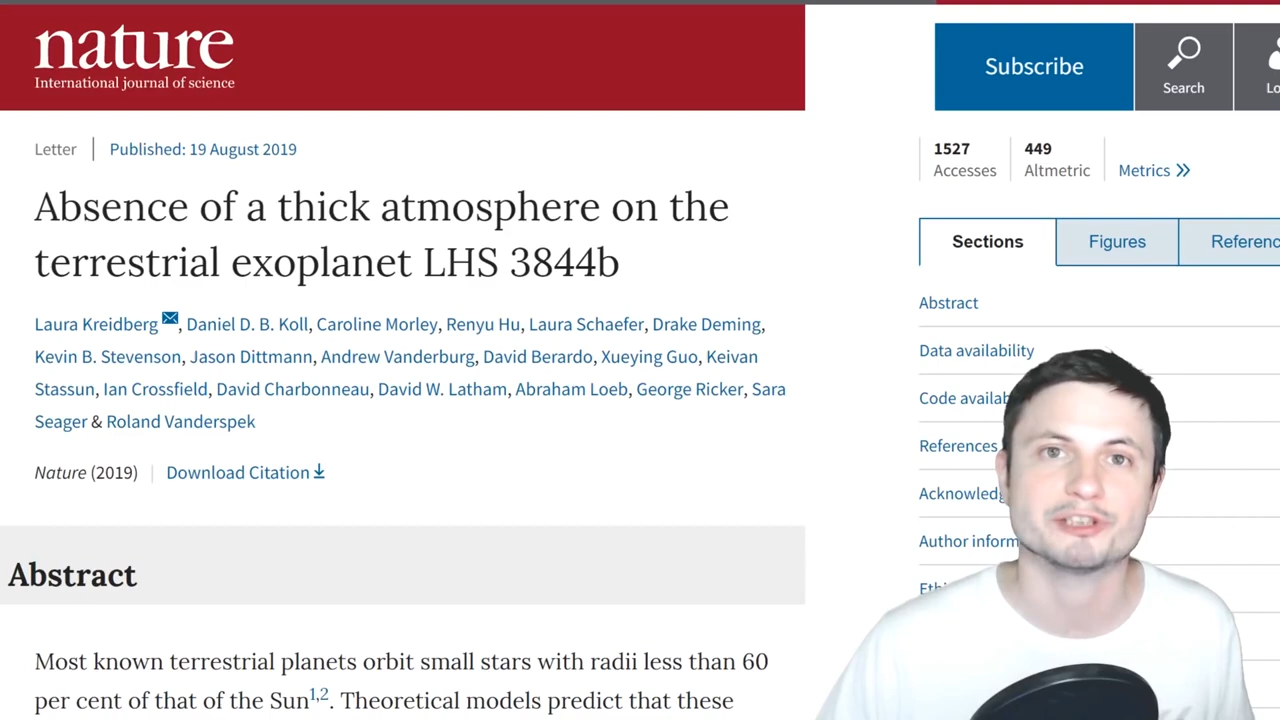 nature
International journal of science
Subscribe
Search
Letter
Published: 19 August 2019
1527
Accesses
449
Altmetric
Metrics
Absence of a thick atmosphere on the
terrestrial exoplanet LHS 3844b
Laura Kreidberg, Daniel D. B. Koll, Caroline Morley, Renyu Hu, Laura Schaefer, Drake Deming,
Kevin B. Stevenson, Jason Dittmann, Andrew Vanderburg, David Berardo, Xueying Guo, Keivan
Stassun, Ian Crossfield, David Charbonneau, David W. Latham, Abraham Loeb, George Ricker, Sara
Seager & Roland Vanderspek
Nature (2019)
Download Citation
Abstract
Most known terrestrial planets orbit small stars with radii less than 60
per cent of that of the Sun1,2. Theoretical models predict that these
Sections
Figures
Abstract
Data availability
Code
References
Author